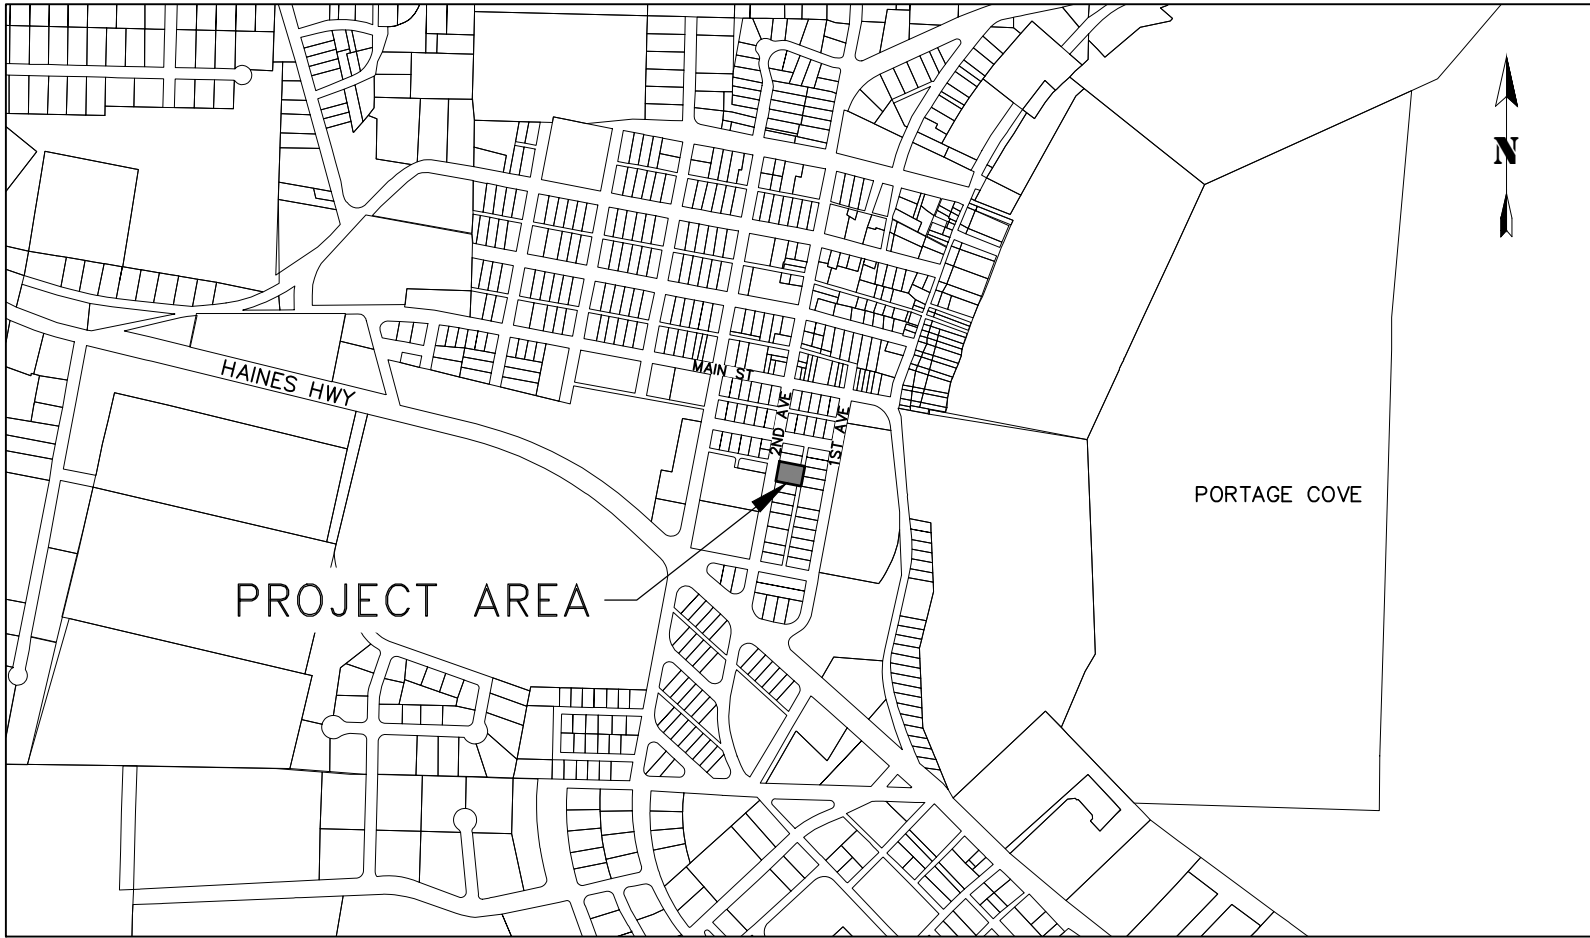 N
MAIN ST
HAINES HWY
2ND AVE
1ST AVE
PORTAGE COVE
PROJECT AREA